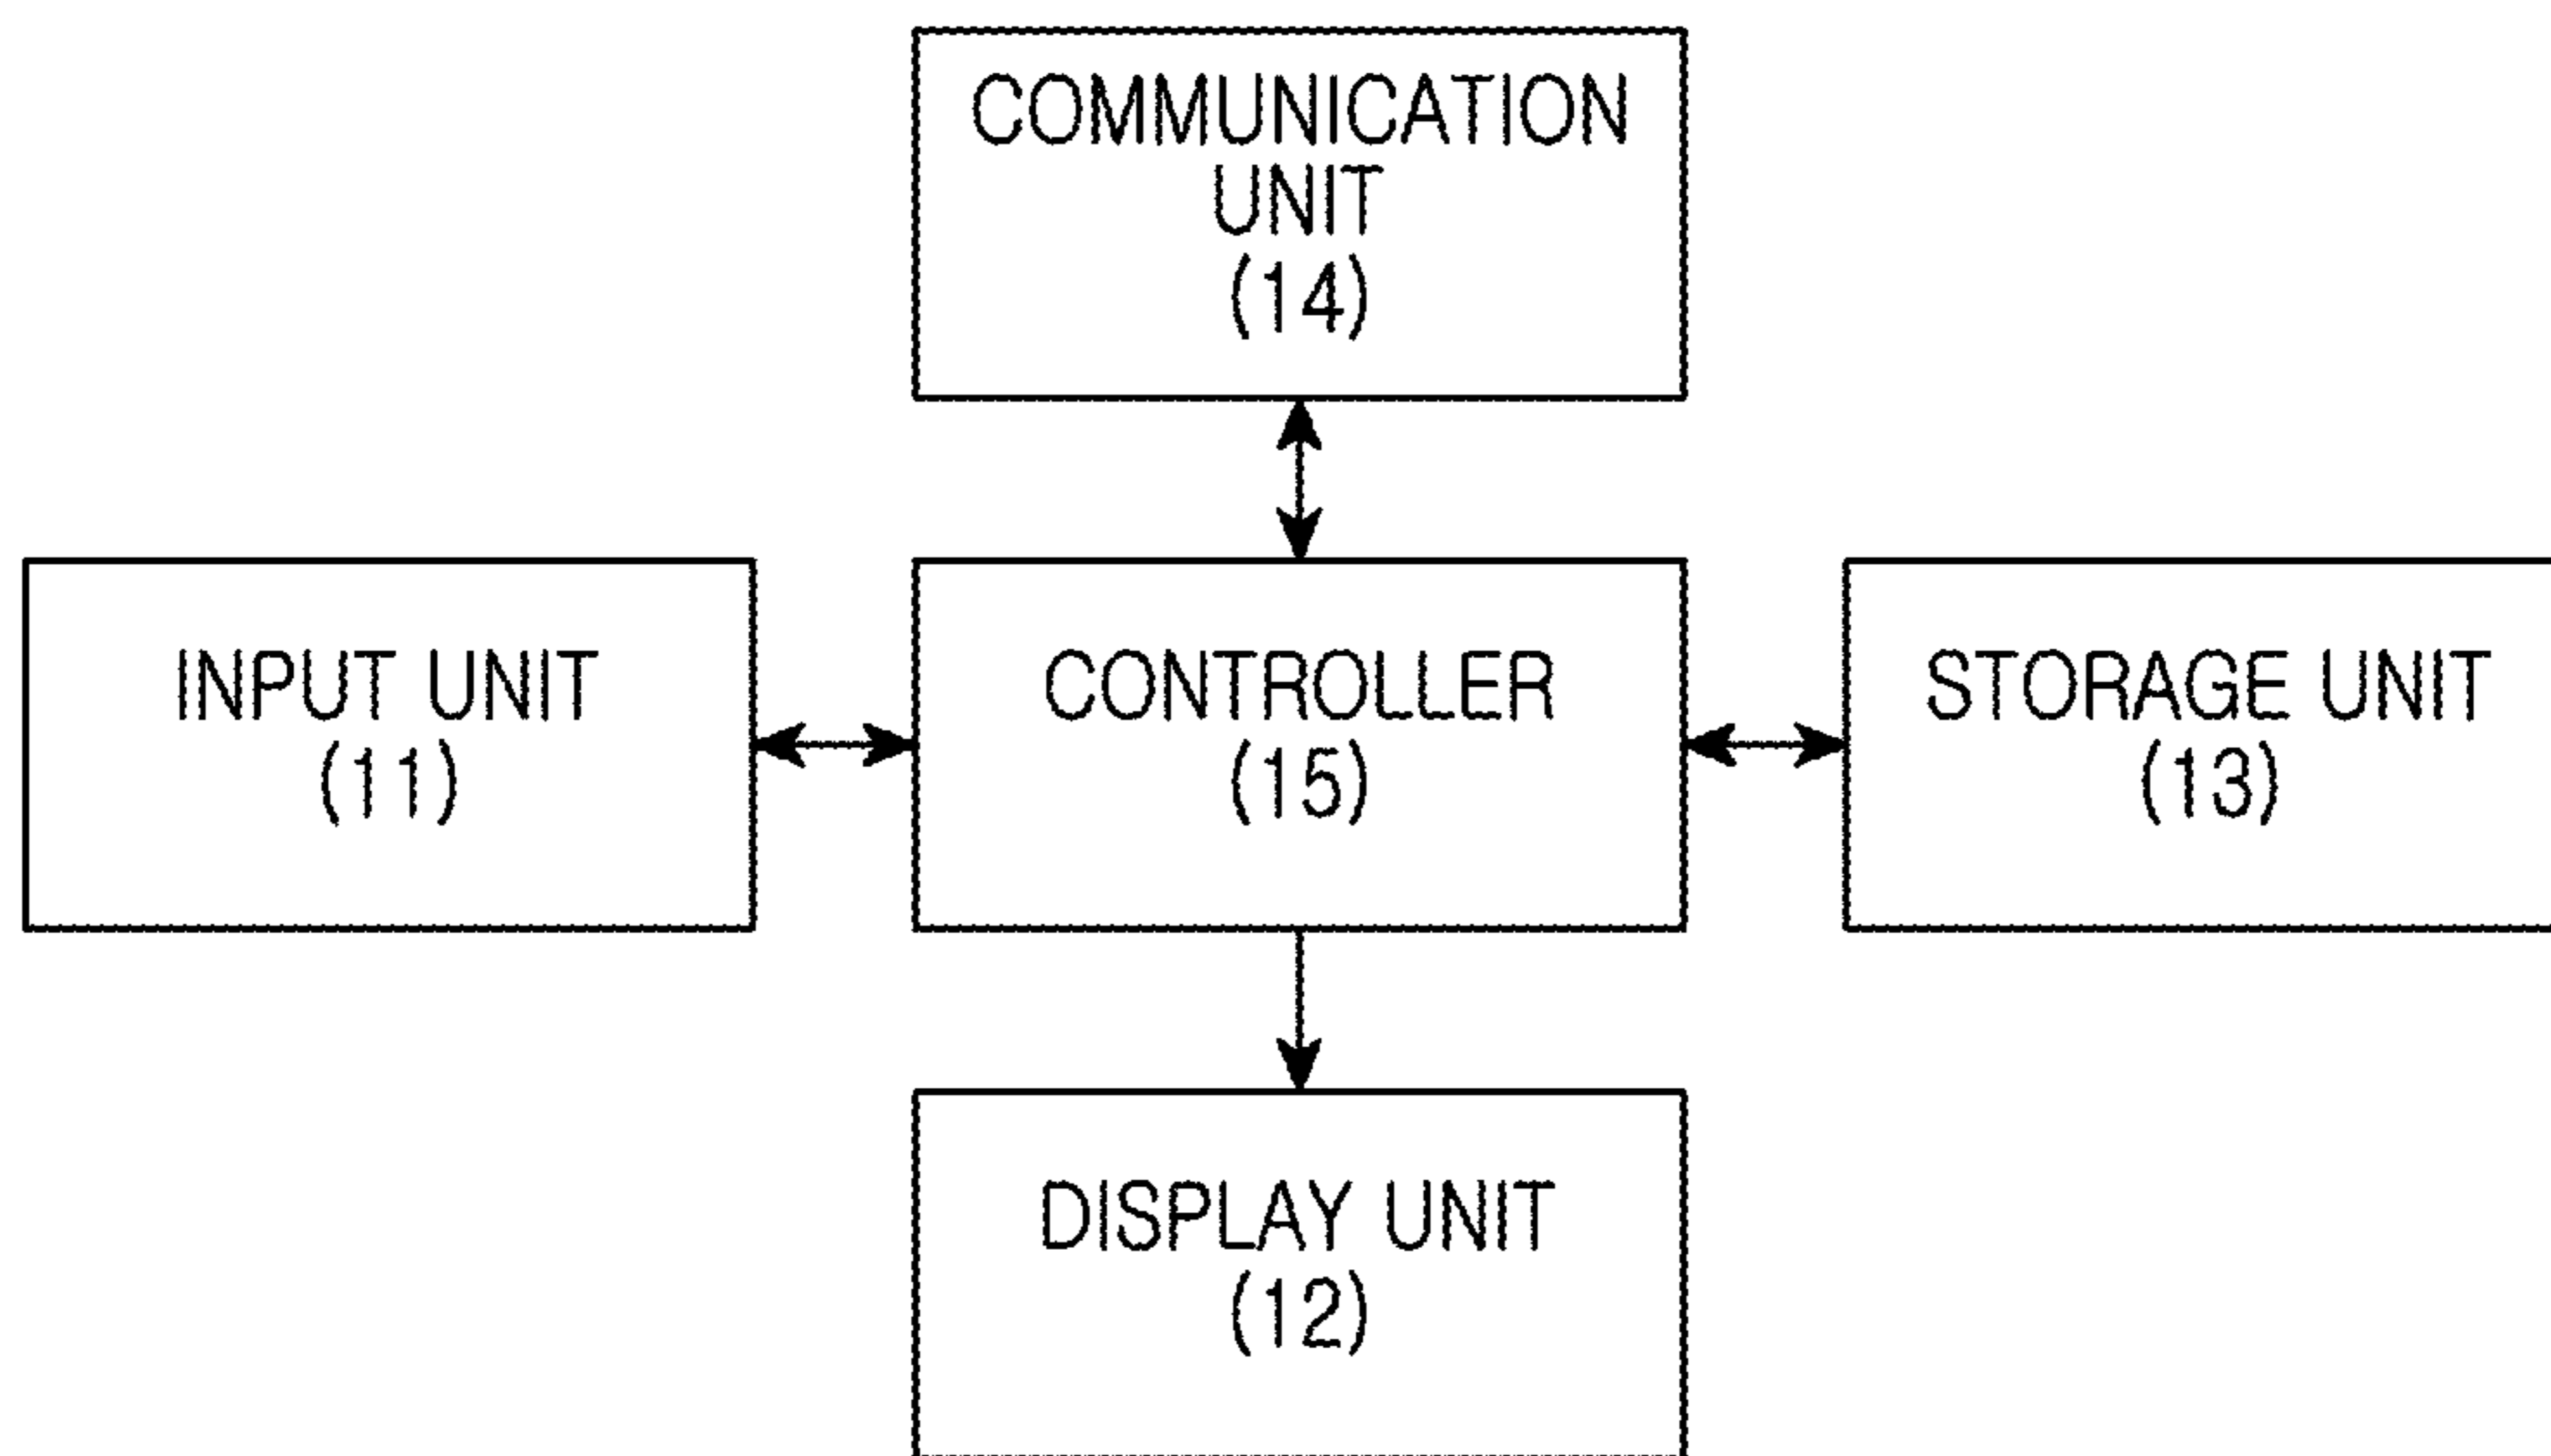 COMMUNICATION
UNIT
(14)
INPUT UNIT
(11)
CONTROLLER
(15)
STORAGE UNIT
(13)
DISPLAY UNIT
(12)